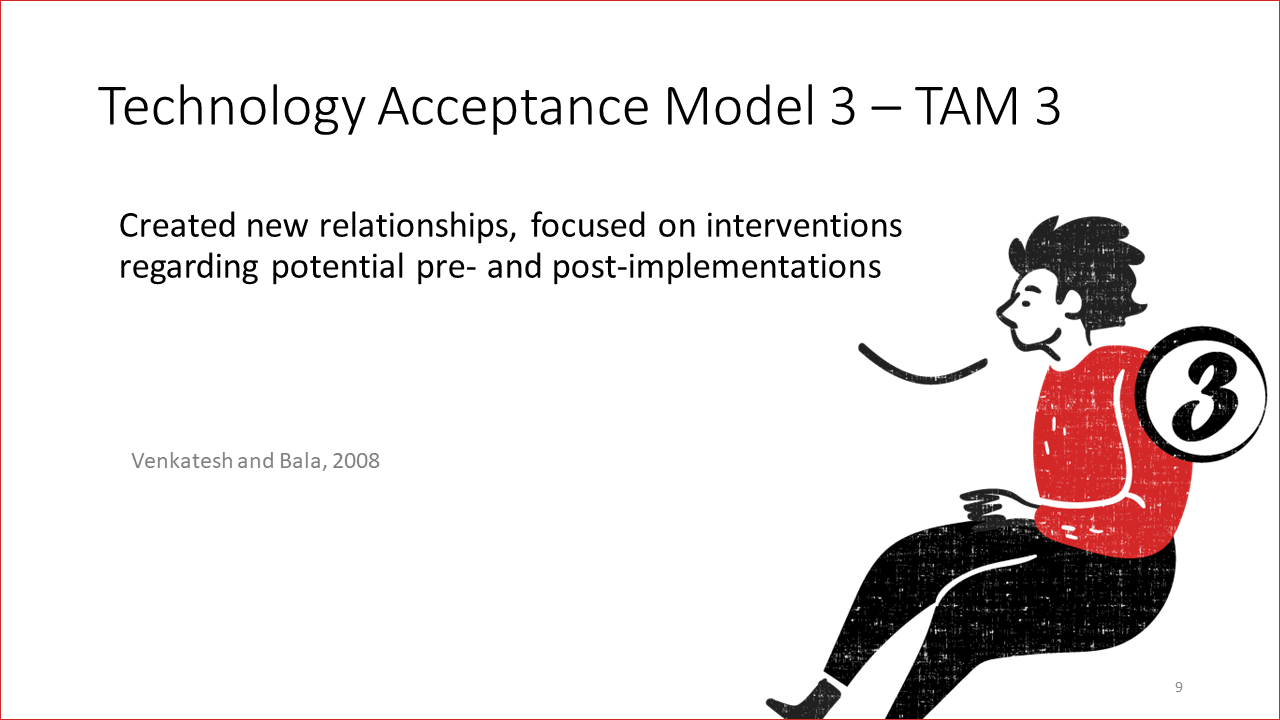 Technology Acceptance Model 3 – TAM 3
Created new relationships, focused on interventions
regarding potential pre- and post-implementations
3
Venkatesh and Bala, 2008
9